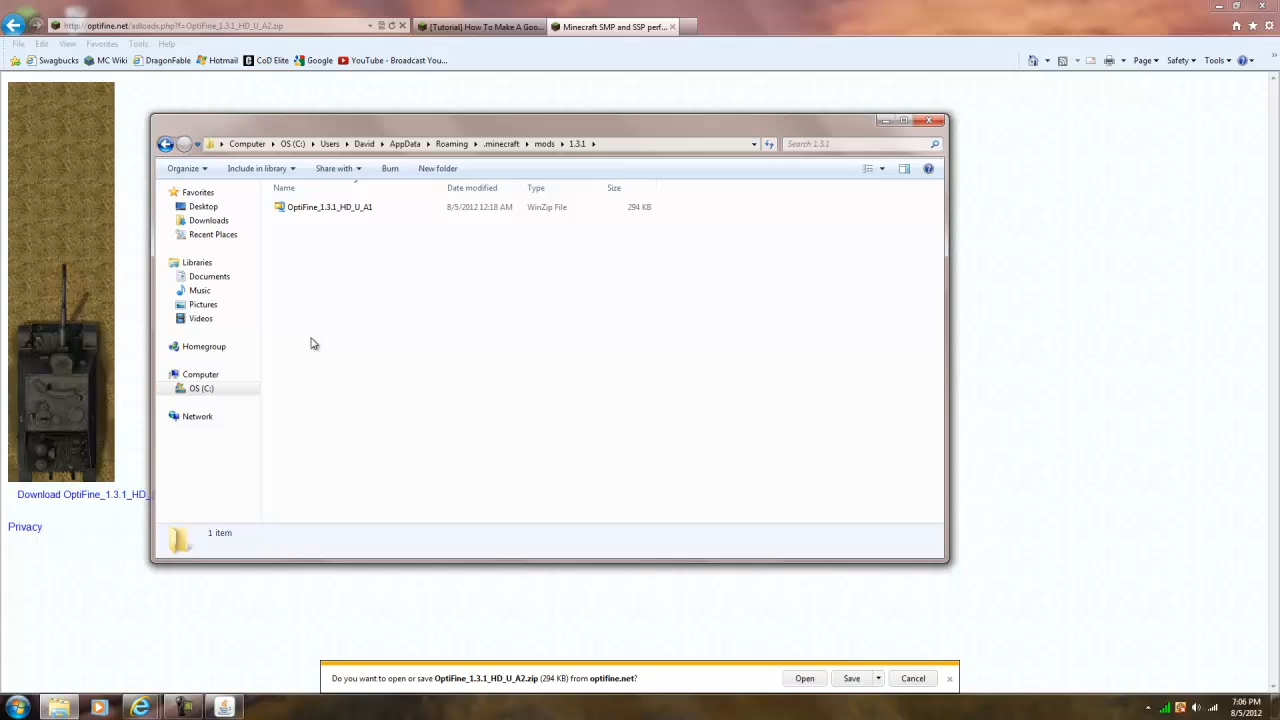 http://optifine.net/adloadx.php?f=OptiFine_1.3.1_HD_U_A2.zip
[Tutorial] How To Make A Goo...
Minecraft SMP and SSP perf...
File Edit View Favorites Tools Help
Swagbucks MC Wiki DragonFable Hotmail CoD Elite Google YouTube - Broadcast You...
Page Safety Tools
Computer OS (C:) Users David AppData Roaming .minecraft mods 1.3.1
Search 1.3.1
Organize Include in library Share with Burn New folder
Name Date modified Type Size
OptiFine_1.3.1_HD_U_A1 8/5/2012 12:18 AM WinZip File 294 KB
Favorites
Desktop
Downloads
Recent Places
Libraries
Documents
Music
Pictures
Videos
Homegroup
Computer
OS (C:)
Network
1 item
Download OptiFine_1.3.1_HD_
Privacy
Do you want to open or save OptiFine_1.3.1_HD_U_A2.zip (294 KB) from optifine.net?
Open Save Cancel
7:06 PM
8/5/2012